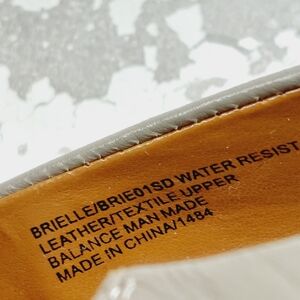 BRIELLE/BRIE01SD WATER RESIST
LEATHER/TEXTILE UPPER
BALANCE MAN MADE
MADE IN CHINA/1484